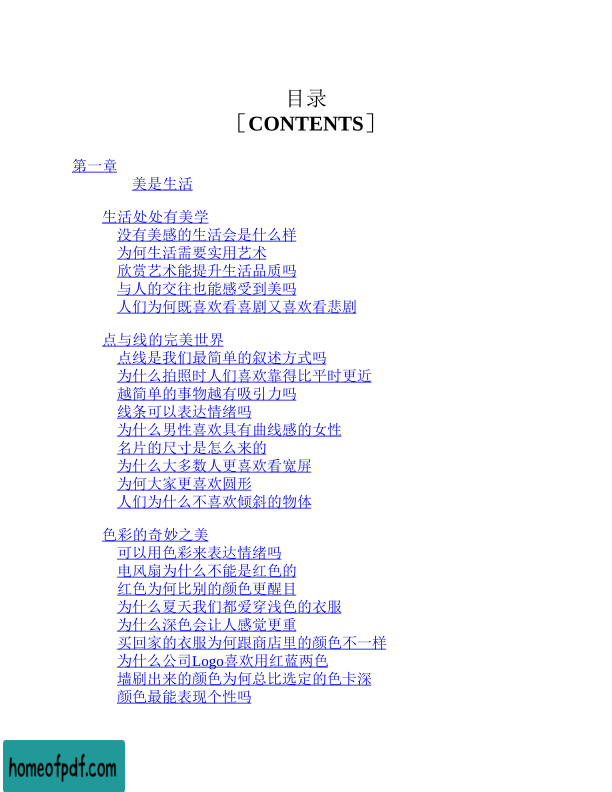 目录
［CONTENTS］
第一章
美是生活
生活处处有美学
没有美感的生活会是什么样
为何生活需要实用艺术
欣赏艺术能提升生活品质吗
与人的交往也能感受到美吗
人们为何既喜欢看喜剧又喜欢看悲剧
点与线的完美世界
点线是我们最简单的叙述方式吗
为什么拍照时人们喜欢靠得比平时更近
越简单的事物越有吸引力吗
线条可以表达情绪吗
为什么男性喜欢具有曲线感的女性
名片的尺寸是怎么来的
为什么大多数人更喜欢看宽屏
为何大家更喜欢圆形
人们为什么不喜欢倾斜的物体
色彩的奇妙之美
可以用色彩来表达情绪吗
电风扇为什么不能是红色的
红色为何比别的颜色更醒目
为什么夏天我们都爱穿浅色的衣服
为什么深色会让人感觉更重
买回家的衣服为何跟商店里的颜色不一样
为什么公司Logo喜欢用红蓝两色
墙刷出来的颜色为何总比选定的色卡深
颜色最能表现个性吗
homeofpdf.com